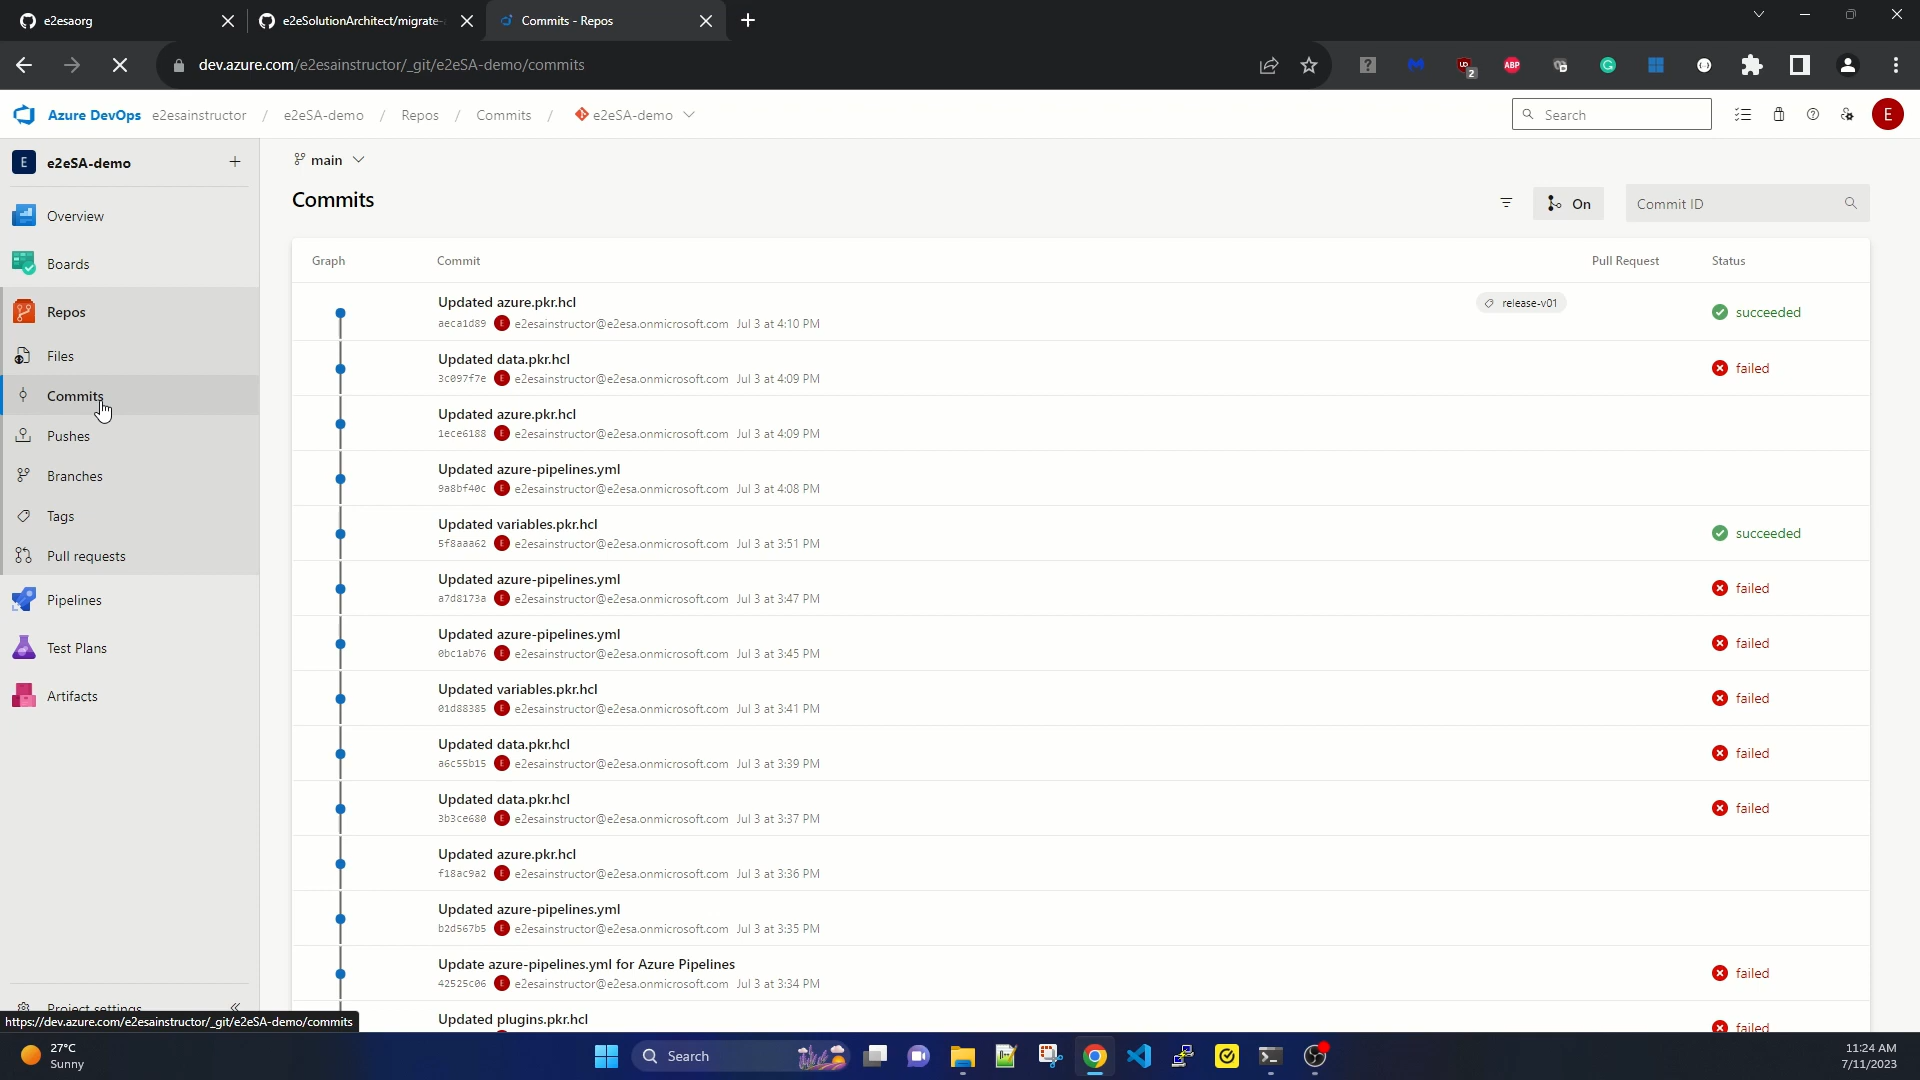 e2esaorg
e2eSolutionArchitect/migrate-
Commits - Repos
dev.azure.com/e2esainstructor/_git/e2eSA-demo/commits
2
ABP
Azure DevOps e2esainstructor / e2eSA-demo / Repos / Commits / e2eSA-demo
Search
E
E e2eSA-demo +
Overview
Boards
Repos
Files
Commits
Pushes
Branches
Tags
Pull requests
Pipelines
Test Plans
Artifacts
Project settings
https://dev.azure.com/e2esainstructor/_git/e2eSA-demo/commits
main
Commits
On
Commit ID
Graph Commit Pull Request Status
Updated azure.pkr.hcl
release-v01
succeeded
aeca1d89 E e2esainstructor@e2esa.onmicrosoft.com Jul 3 at 4:10 PM
Updated data.pkr.hcl
failed
3c097f7e E e2esainstructor@e2esa.onmicrosoft.com Jul 3 at 4:09 PM
Updated azure.pkr.hcl
1ece6188 E e2esainstructor@e2esa.onmicrosoft.com Jul 3 at 4:09 PM
Updated azure-pipelines.yml
9a8bf40c E e2esainstructor@e2esa.onmicrosoft.com Jul 3 at 4:08 PM
Updated variables.pkr.hcl
succeeded
5f8aaa62 E e2esainstructor@e2esa.onmicrosoft.com Jul 3 at 3:51 PM
Updated azure-pipelines.yml
failed
a7d8173a E e2esainstructor@e2esa.onmicrosoft.com Jul 3 at 3:47 PM
Updated azure-pipelines.yml
failed
0bc1ab76 E e2esainstructor@e2esa.onmicrosoft.com Jul 3 at 3:45 PM
Updated variables.pkr.hcl
failed
01d88385 E e2esainstructor@e2esa.onmicrosoft.com Jul 3 at 3:41 PM
Updated data.pkr.hcl
failed
a6c55b15 E e2esainstructor@e2esa.onmicrosoft.com Jul 3 at 3:39 PM
Updated data.pkr.hcl
failed
3b3ce680 E e2esainstructor@e2esa.onmicrosoft.com Jul 3 at 3:37 PM
Updated azure.pkr.hcl
f18ac9a2 E e2esainstructor@e2esa.onmicrosoft.com Jul 3 at 3:36 PM
Updated azure-pipelines.yml
b2d567b5 E e2esainstructor@e2esa.onmicrosoft.com Jul 3 at 3:35 PM
Update azure-pipelines.yml for Azure Pipelines
failed
42525c06 E e2esainstructor@e2esa.onmicrosoft.com Jul 3 at 3:34 PM
Updated plugins.pkr.hcl
failed
27°C
Sunny
Search
11:24 AM
7/11/2023